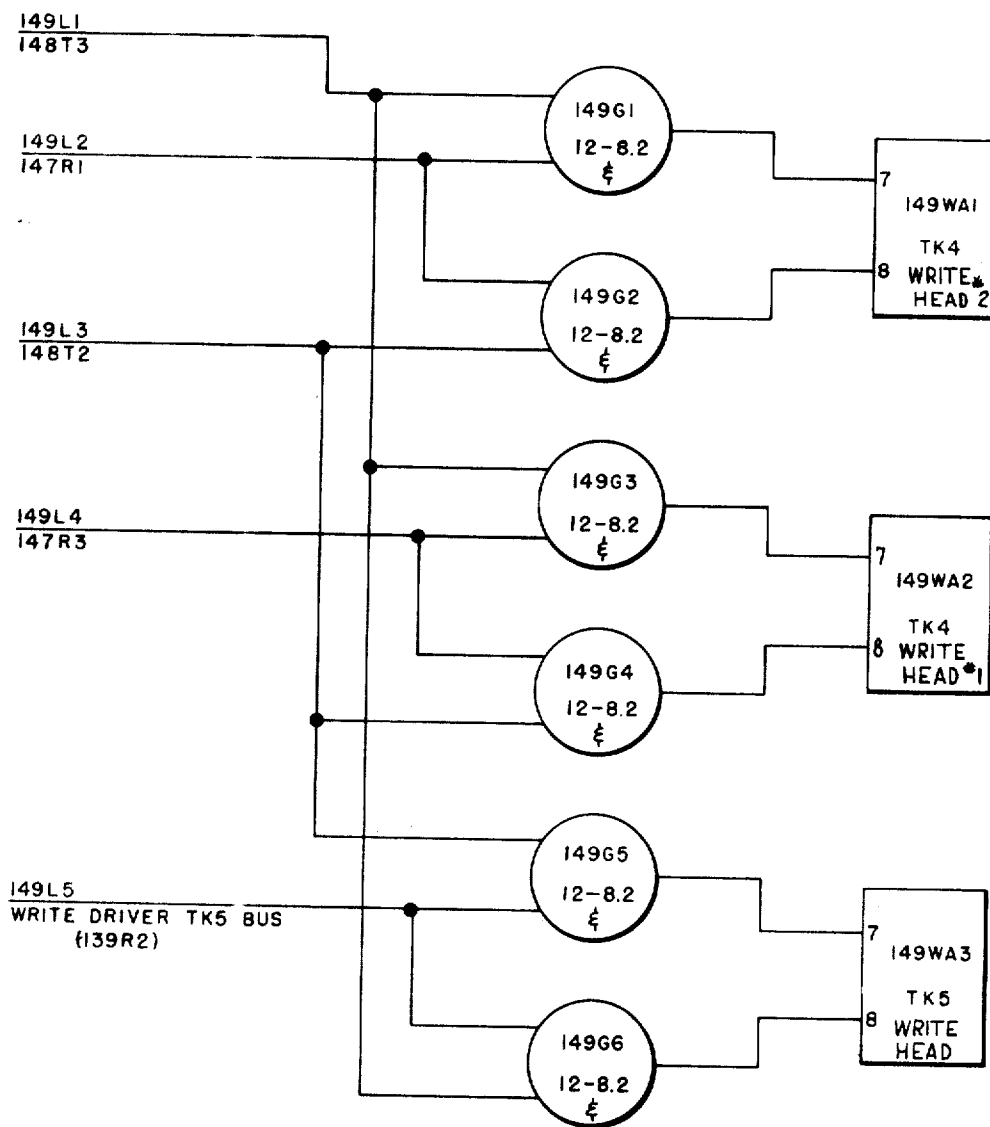 149L1
148T3
149L2
147R1
149L3
148T2
149L4
147R3
149L5
WRITE DRIVER TK5 BUS
(139R2)
149G1
12-8.2
&
149G2
12-8.2
&
149G3
12-8.2
&
149G4
12-8.2
&
149G5
12-8.2
&
149G6
12-8.2
&
7
149WA1
TK4
8 WRITE *
HEAD 2
7
149WA2
TK4
8 WRITE
HEAD *1
7
149WA3
TK5
8 WRITE
HEAD